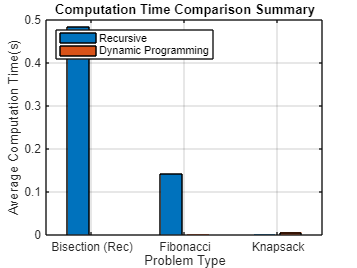 Computation Time Comparison Summary
Recursive
Dynamic Programming
Average Computation Time(s)
0.5
0.4
0.3
0.2
0.1
0
Bisection (Rec)
Fibonacci
Knapsack
Problem Type